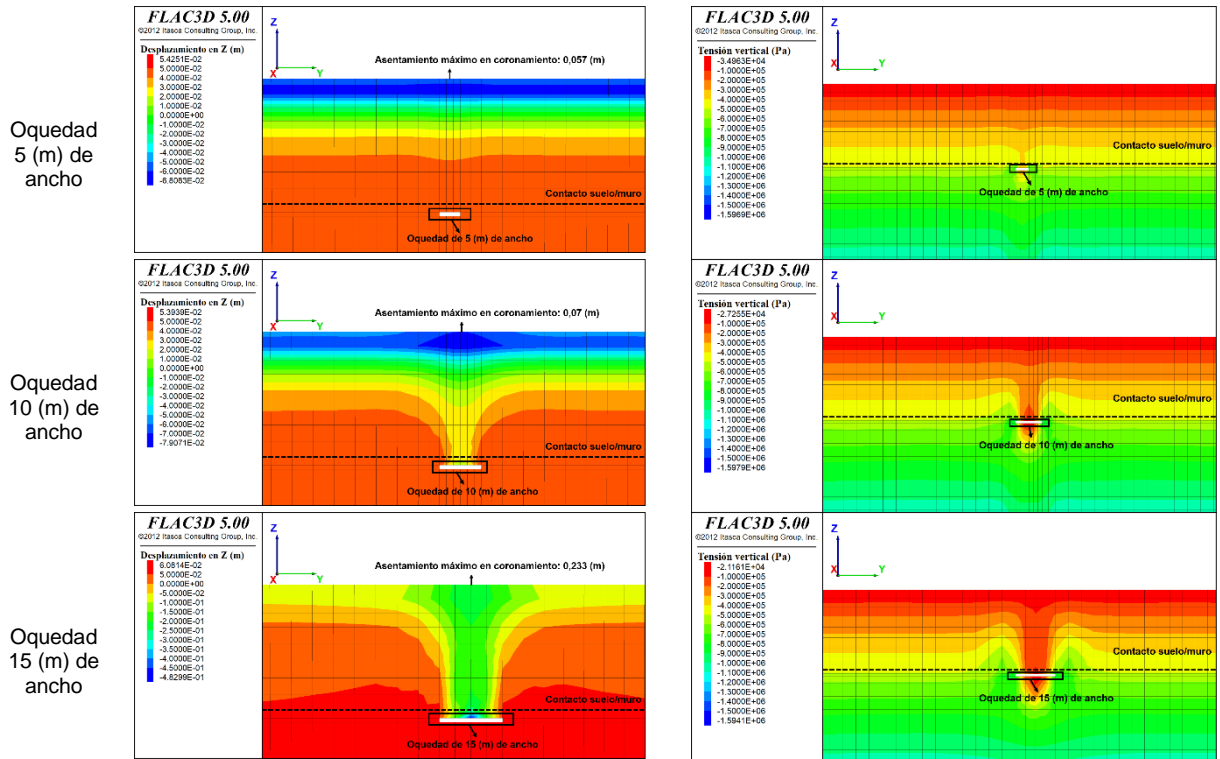 Oquedad
5 (m) de
ancho
FLAC3D 5.00
©2012 Itasca Consulting Group, Inc.
Desplazamiento en Z (m)
5.4251E-02
5.0000E-02
4.0000E-02
3.0000E-02
2.0000E-02
1.0000E-02
0.0000E+00
-1.0000E-02
-2.0000E-02
-3.0000E-02
-4.0000E-02
-5.0000E-02
-6.0000E-02
-6.8063E-02
Z
X
Y
Asentamiento máximo en coronamiento: 0,057 (m)
Contacto suelo/muro
Oquedad de 5 (m) de ancho
FLAC3D 5.00
©2012 Itasca Consulting Group, Inc.
Tensión vertical (Pa)
-3.4963E+04
-1.0000E+05
-2.0000E+05
-3.0000E+05
-4.0000E+05
-5.0000E+05
-6.0000E+05
-7.0000E+05
-8.0000E+05
-9.0000E+05
-1.0000E+06
-1.1000E+06
-1.2000E+06
-1.3000E+06
-1.4000E+06
-1.5000E+06
-1.5969E+06
Z
X
Y
Contacto suelo/muro
Oquedad de 5 (m) de ancho
Oquedad
10 (m) de
ancho
FLAC3D 5.00
©2012 Itasca Consulting Group, Inc.
Desplazamiento en Z (m)
5.3938E-02
5.0000E-02
4.0000E-02
3.0000E-02
2.0000E-02
1.0000E-02
0.0000E+00
-1.0000E-02
-2.0000E-02
-3.0000E-02
-4.0000E-02
-5.0000E-02
-6.0000E-02
-7.0000E-02
-7.9071E-02
Z
X
Y
Asentamiento máximo en coronamiento: 0,07 (m)
Contacto suelo/muro
Oquedad de 10 (m) de ancho
FLAC3D 5.00
©2012 Itasca Consulting Group, Inc.
Tensión vertical (Pa)
-2.7255E+04
-1.0000E+05
-2.0000E+05
-3.0000E+05
-4.0000E+05
-5.0000E+05
-6.0000E+05
-7.0000E+05
-8.0000E+05
-9.0000E+05
-1.0000E+06
-1.1000E+06
-1.2000E+06
-1.3000E+06
-1.4000E+06
-1.5000E+06
-1.5979E+06
Z
X
Y
Contacto suelo/muro
Oquedad de 10 (m) de ancho
Oquedad
15 (m) de
ancho
FLAC3D 5.00
©2012 Itasca Consulting Group, Inc.
Desplazamiento en Z (m)
6.0814E-02
5.0000E-02
0.0000E+00
-5.0000E-02
-1.0000E-01
-1.5000E-01
-2.0000E-01
-2.5000E-01
-3.0000E-01
-3.5000E-01
-4.0000E-01
-4.5000E-01
-4.8299E-01
Z
X
Y
Asentamiento máximo en coronamiento: 0,233 (m)
Contacto suelo/muro
Oquedad de 15 (m) de ancho
FLAC3D 5.00
©2012 Itasca Consulting Group, Inc.
Tensión vertical (Pa)
-2.1161E+04
-1.0000E+05
-2.0000E+05
-3.0000E+05
-4.0000E+05
-5.0000E+05
-6.0000E+05
-7.0000E+05
-8.0000E+05
-9.0000E+05
-1.0000E+06
-1.1000E+06
-1.2000E+06
-1.3000E+06
-1.4000E+06
-1.5000E+06
-1.5941E+06
Z
X
Y
Contacto suelo/muro
Oquedad de 15 (m) de ancho